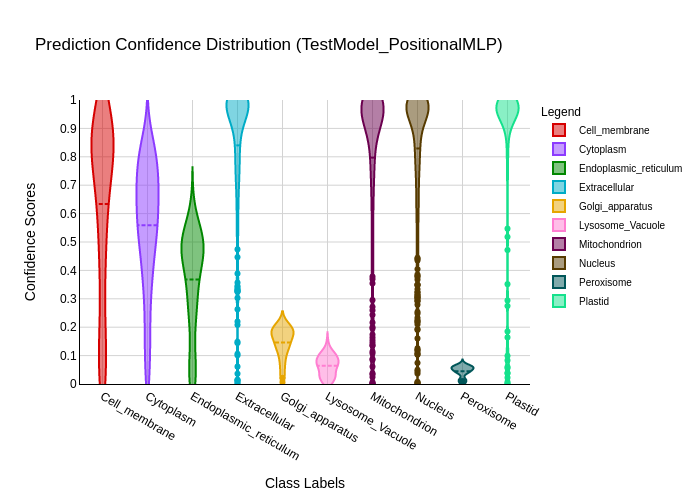 Prediction Confidence Distribution (TestModel_PositionalMLP)
Legend
Cell_membrane
Cytoplasm
Endoplasmic_reticulum
Extracellular
Golgi_apparatus
Lysosome_Vacuole
Mitochondrion
Nucleus
Peroxisome
Plastid
Confidence Scores
1
0.9
0.8
0.7
0.6
0.5
0.4
0.3
0.2
0.1
0
Cell_membrane
Cytoplasm
Endoplasmic_reticulum
Extracellular
Golgi_apparatus
Lysosome_Vacuole
Mitochondrion
Nucleus
Peroxisome
Plastid
Class Labels